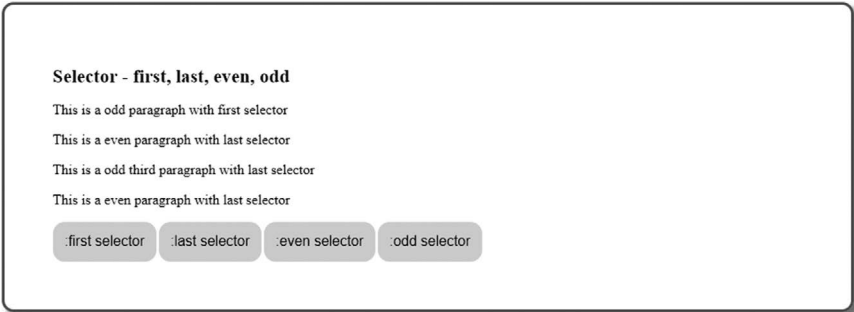 Selector - first, last, even, odd
This is a odd paragraph with first selector
This is a even paragraph with last selector
This is a odd third paragraph with last selector
This is a even paragraph with last selector
:first selector :last selector :even selector :odd selector